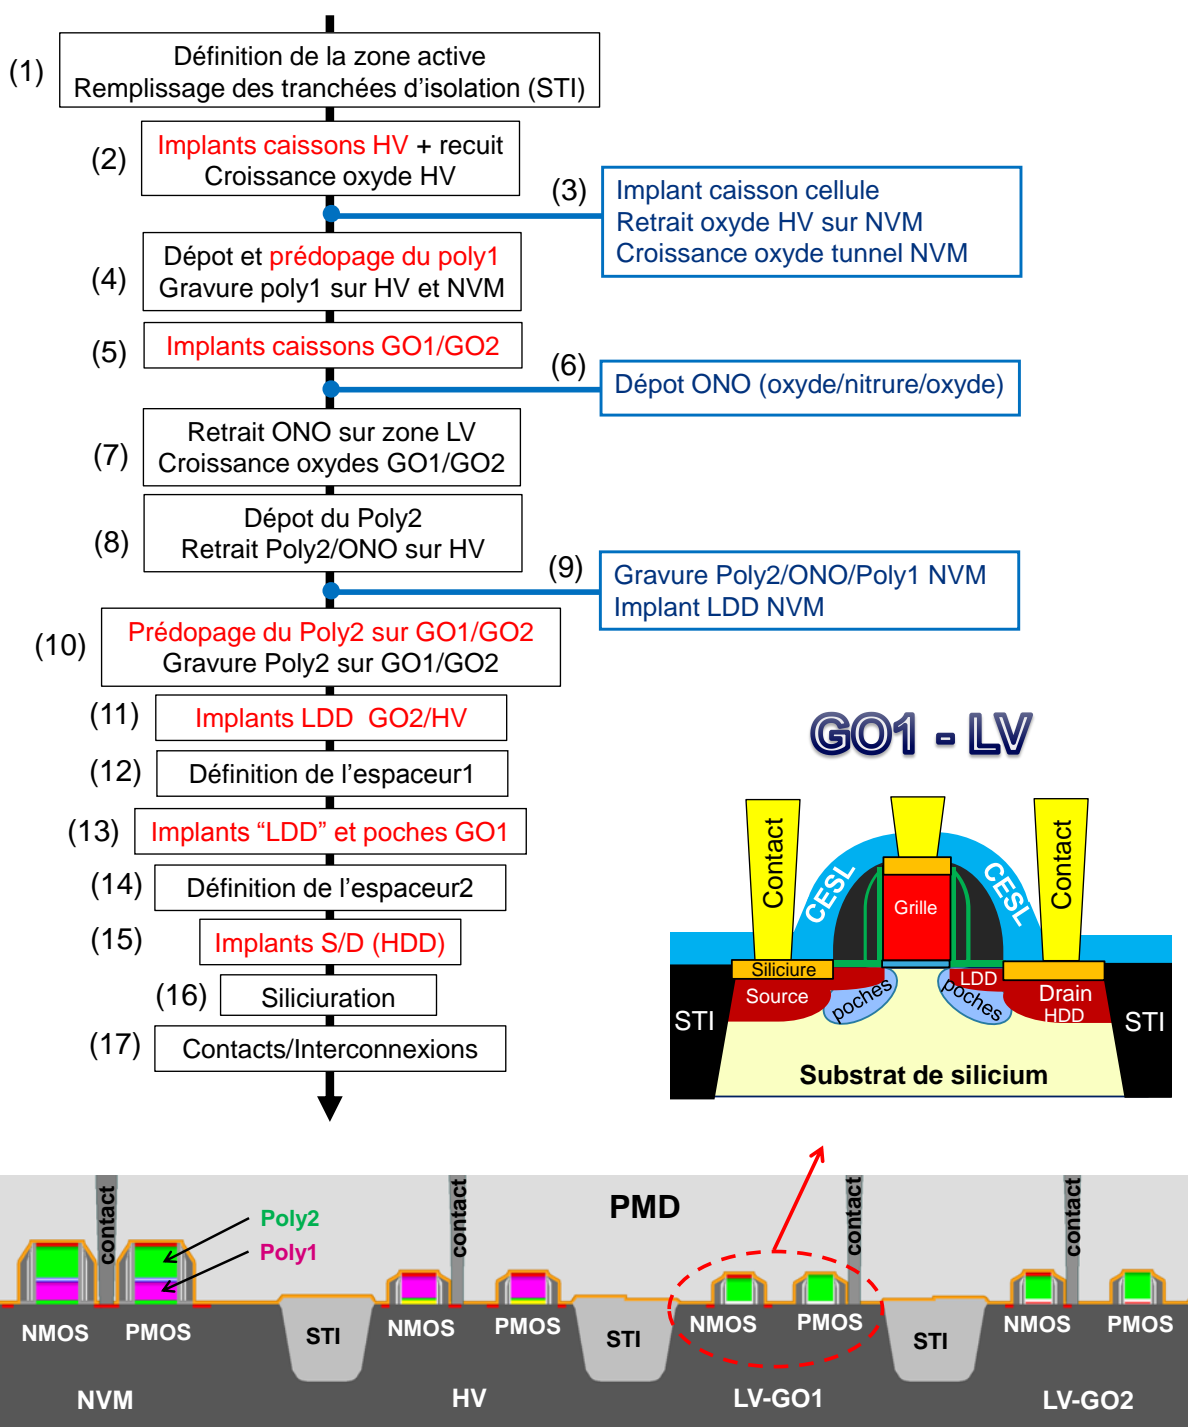 (1)
Définition de la zone active
Remplissage des tranchées d’isolation (STI)
(2)
Implants caissons HV + recuit
Croissance oxyde HV
(3)
Implant caisson cellule
Retrait oxyde HV sur NVM
Croissance oxyde tunnel NVM
(4)
Dépot et prédopage du poly1
Gravure poly1 sur HV et NVM
(5)
Implants caissons GO1/GO2
(6)
Dépot ONO (oxyde/nitrure/oxyde)
(7)
Retrait ONO sur zone LV
Croissance oxydes GO1/GO2
(8)
Dépot du Poly2
Retrait Poly2/ONO sur HV
(9)
Gravure Poly2/ONO/Poly1 NVM
Implant LDD NVM
(10)
Prédopage du Poly2 sur GO1/GO2
Gravure Poly2 sur GO1/GO2
(11)
Implants LDD GO2/HV
(12)
Définition de l’espaceur1
(13)
Implants “LDD” et poches GO1
(14)
Définition de l’espaceur2
(15)
Implants S/D (HDD)
(16)
Siliciuration
(17)
Contacts/Interconnexions
GO1 - LV
Contact
CESL
Grille
CESL
Contact
Siliciure
Source
poches
poches
LDD
Drain
HDD
STI
STI
Substrat de silicium
PMD
contact
Poly2
Poly1
contact
contact
contact
NMOS
PMOS
STI
NMOS
PMOS
STI
NMOS
PMOS
STI
NMOS
PMOS
NVM
HV
LV-GO1
LV-GO2